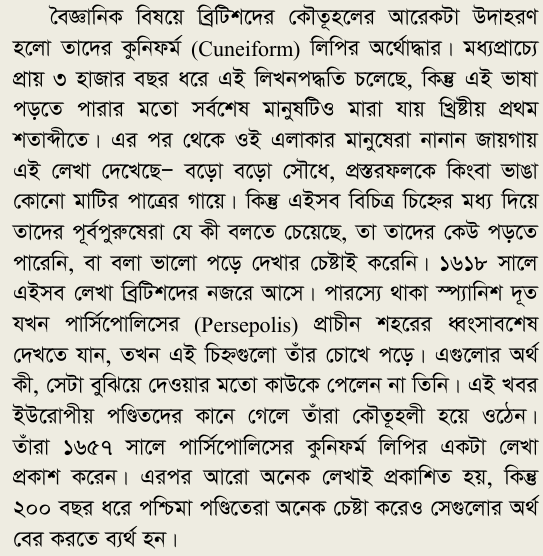 বৈজ্ঞানিক বিষয়ে ব্রিটিশদের কৌতূহলের আরেকটা উদাহরণ
হলো তাদের কুনিফর্ম (Cuneiform) লিপির অর্থোদ্ধার। মধ্যপ্রাচ্যে
প্রায় ৩ হাজার বছর ধরে এই লিখনপদ্ধতি চলেছে, কিন্তু এই ভাষা
পড়তে পারার মতো সর্বশেষ মানুষটিও মারা যায় খ্রিষ্টীয় প্রথম
শতাব্দীতে। এর পর থেকে ওই এলাকার মানুষেরা নানান জায়গায়
এই লেখা দেখেছে– বড়ো বড়ো সৌধে, প্রস্তরফলকে কিংবা ভাঙা
কোনো মাটির পাত্রের গায়ে। কিন্তু এইসব বিচিত্র চিহ্নের মধ্য দিয়ে
তাদের পূর্বপুরুষেরা যে কী বলতে চেয়েছে, তা তাদের কেউ পড়তে
পারেনি, বা বলা ভালো পড়ে দেখার চেষ্টাই করেনি। ১৬১৮ সালে
এইসব লেখা ব্রিটিশদের নজরে আসে। পারস্যে থাকা স্প্যানিশ দূত
যখন পার্সিপোলিসের (Persepolis) প্রাচীন শহরের ধ্বংসাবশেষ
দেখতে যান, তখন এই চিহ্নগুলো তাঁর চোখে পড়ে। এগুলোর অর্থ
কী, সেটা বুঝিয়ে দেওয়ার মতো কাউকে পেলেন না তিনি। এই খবর
ইউরোপীয় পণ্ডিতদের কানে গেলে তাঁরা কৌতূহলী হয়ে ওঠেন।
তাঁরা ১৬৫৭ সালে পার্সিপোলিসের কুনিফর্ম লিপির একটা লেখা
প্রকাশ করেন। এরপর আরো অনেক লেখাই প্রকাশিত হয়, কিন্তু
২০০ বছর ধরে পশ্চিমা পণ্ডিতেরা অনেক চেষ্টা করেও সেগুলোর অর্থ
বের করতে ব্যর্থ হন।